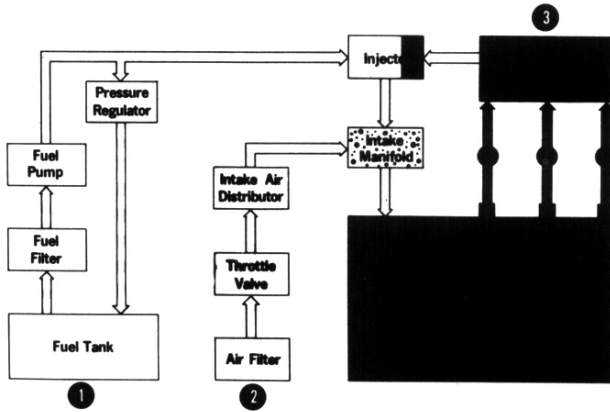 3
Injecto
Pressure
Regulator
Fuel
Pump
Intake
Manifold
Intake Air
Distributor
Fuel
Filter
Throttle
Valve
Fuel Tank
Air Filter
1
2